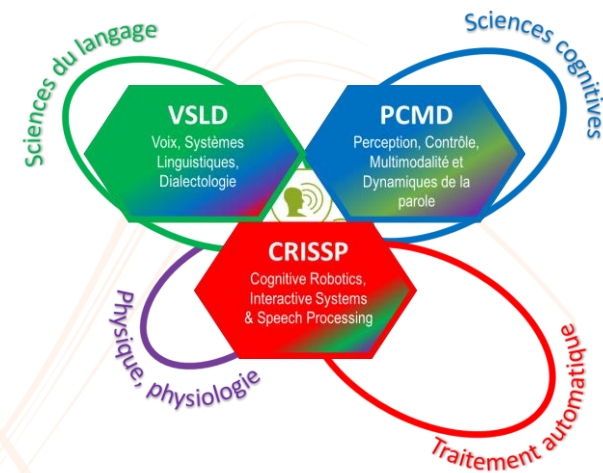 Sciences du langage
Sciences cognitives
VSLD
Voix, Systèmes
Linguistiques,
Dialectologie
PCMD
Perception, Contrôle,
Multimodalité et
Dynamiques de la
parole
CRISSP
Cognitive Robotics,
Interactive Systems
& Speech Processing
Physique, physiologie
Traitement automatique